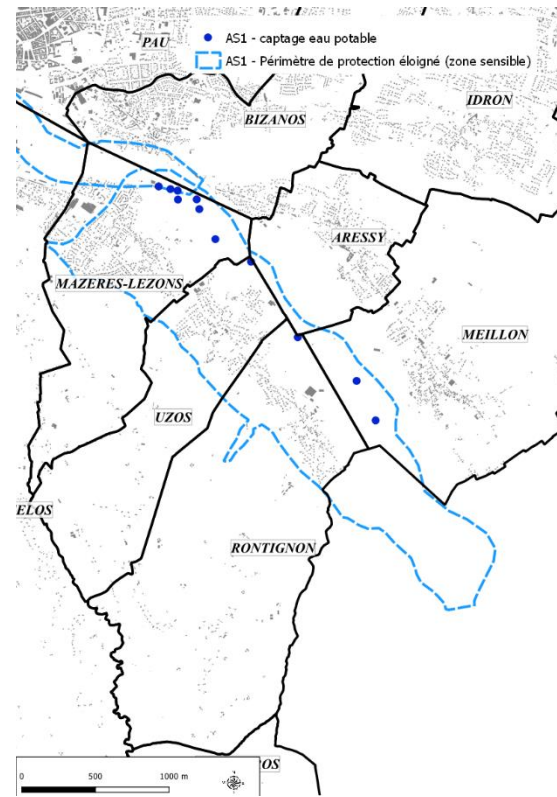 PAU
AS1 - captage eau potable
AS1 - Périmètre de protection éloigné (zone sensible)
IDRON
BIZANOS
ARESSY
MAZERES-LEZONS
MEILLON
UZOS
ELOS
RONTIGNON
OS
0 500 1000 m